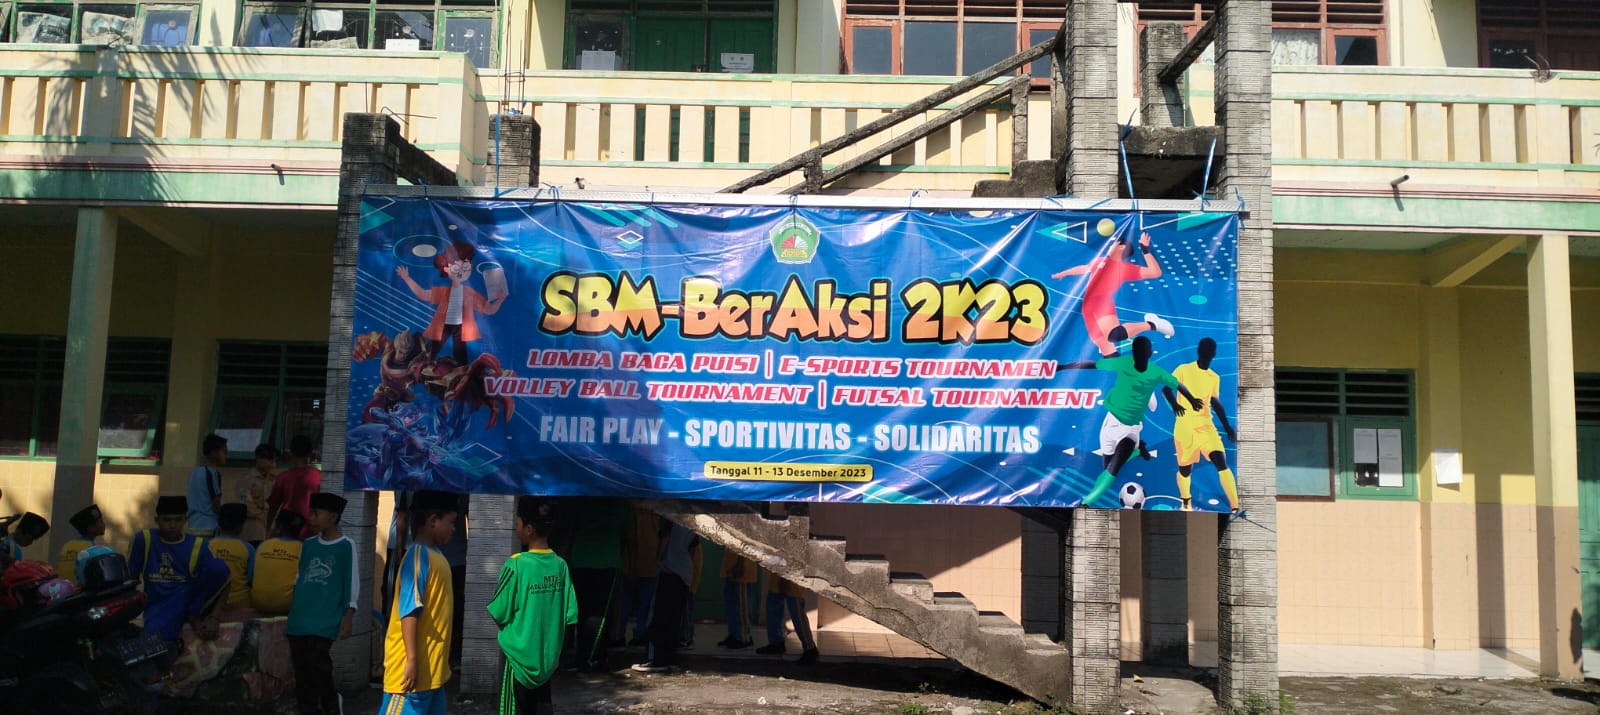 SBM-BerAksi 2K23
LOMBA BACA PUISI | E-SPORTS TOURNAMEN
VOLLEY BALL TOURNAMENT | FUTSAL TOURNAMENT
FAIR PLAY - SPORTIVITAS - SOLIDARITAS
Tanggal 11 - 13 Desember 2023